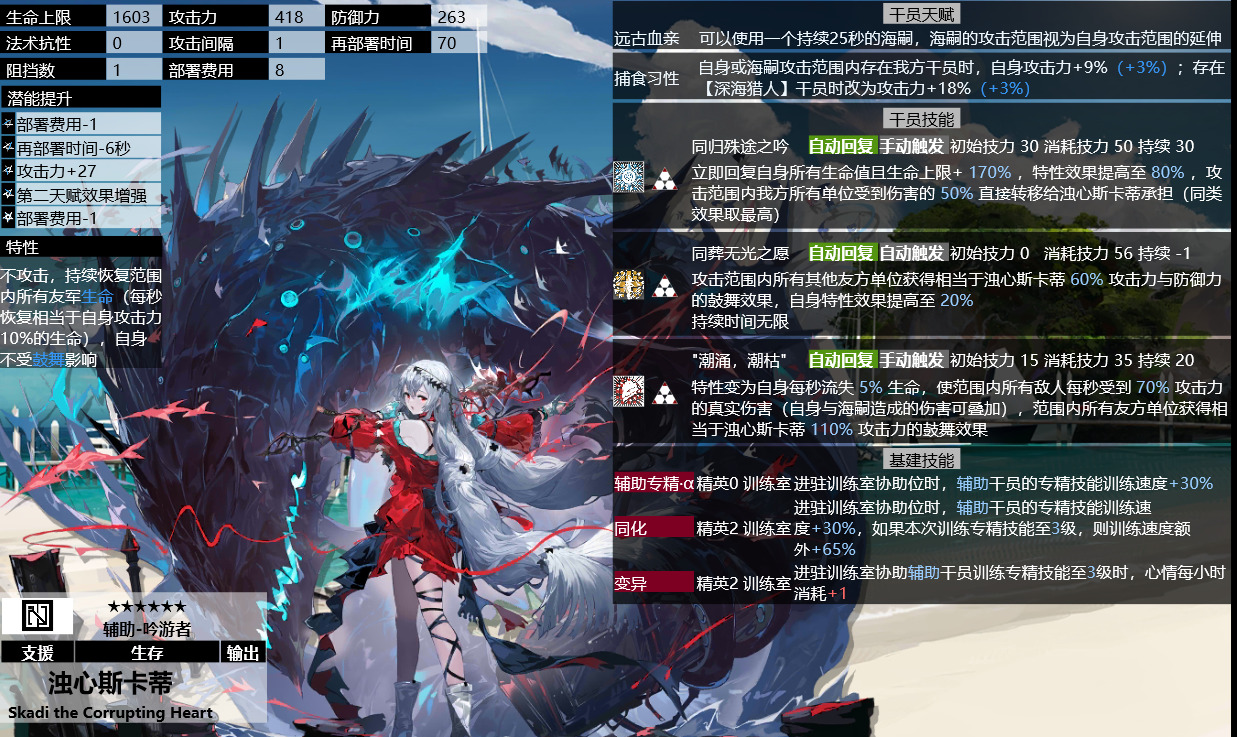 生命上限 1603 攻击力 418 防御力 263
法术抗性 0 攻击间隔 1 再部署时间 70
阻挡数 1 部署费用 8
潜能提升
部署费用-1
再部署时间-6秒
攻击力+27
第二天赋效果增强
部署费用-1
特性
不攻击，持续恢复范围
内所有友军生命（每秒
恢复相当于自身攻击力
10%的生命），自身
不受鼓舞影响
★★★★★★
辅助-吟游者
支援 生存 输出
浊心斯卡蒂
Skadi the Corrupting Heart
干员天赋
远古血亲 可以使用一个持续25秒的海嗣，海嗣的攻击范围视为自身攻击范围的延伸
捕食习性 自身或海嗣攻击范围内存在我方干员时，自身攻击力+9%（+3%）；存在
【深海猎人】干员时改为攻击力+18%（+3%）
干员技能
同归殊途之吟 自动回复 手动触发 初始技力 30 消耗技力 50 持续 30
立即回复自身所有生命值且生命上限+ 170% ，特性效果提高至 80% ，攻
击范围内我方所有单位受到伤害的 50% 直接转移给浊心斯卡蒂承担（同类
效果取最高）
同葬无光之愿 自动回复 自动触发 初始技力 0 消耗技力 56 持续 -1
攻击范围内所有其他友方单位获得相当于浊心斯卡蒂 60% 攻击力与防御力
的鼓舞效果，自身特性效果提高至 20%
持续时间无限
"潮涌，潮枯" 自动回复 手动触发 初始技力 15 消耗技力 35 持续 20
特性变为自身每秒流失 5% 生命，使范围内所有敌人每秒受到 70% 攻击力
的真实伤害（自身与海嗣造成的伤害可叠加），范围内所有友方单位获得相
当于浊心斯卡蒂 110% 攻击力的鼓舞效果
基建技能
辅助专精·α 精英0 训练室 进驻训练室协助位时，辅助干员的专精技能训练速度+30%
进驻训练室协助位时，辅助干员的专精技能训练速
同化 精英2 训练室 度+30%，如果本次训练专精技能至3级，则训练速度额
外+65%
变异 精英2 训练室 进驻训练室协助辅助干员训练专精技能至3级时，心情每小时
消耗+1